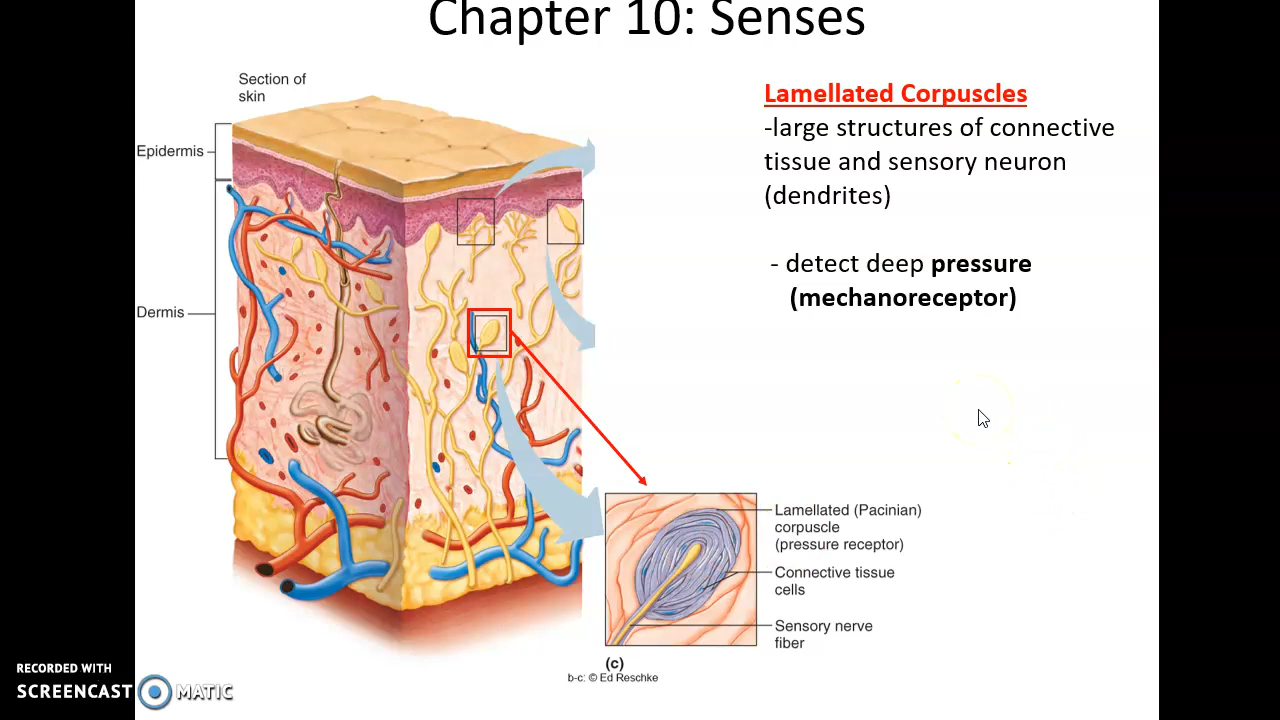 Chapter 10: Senses
Section of
skin
Epidermis
Dermis
Lamellated Corpuscles
-large structures of connective
tissue and sensory neuron
(dendrites)
- detect deep pressure
(mechanoreceptor)
Lamellated (Pacinian)
corpuscle
(pressure receptor)
Connective tissue
cells
Sensory nerve
fiber
(c)
b-c: © Ed Reschke
RECORDED WITH
SCREENCAST MATIC